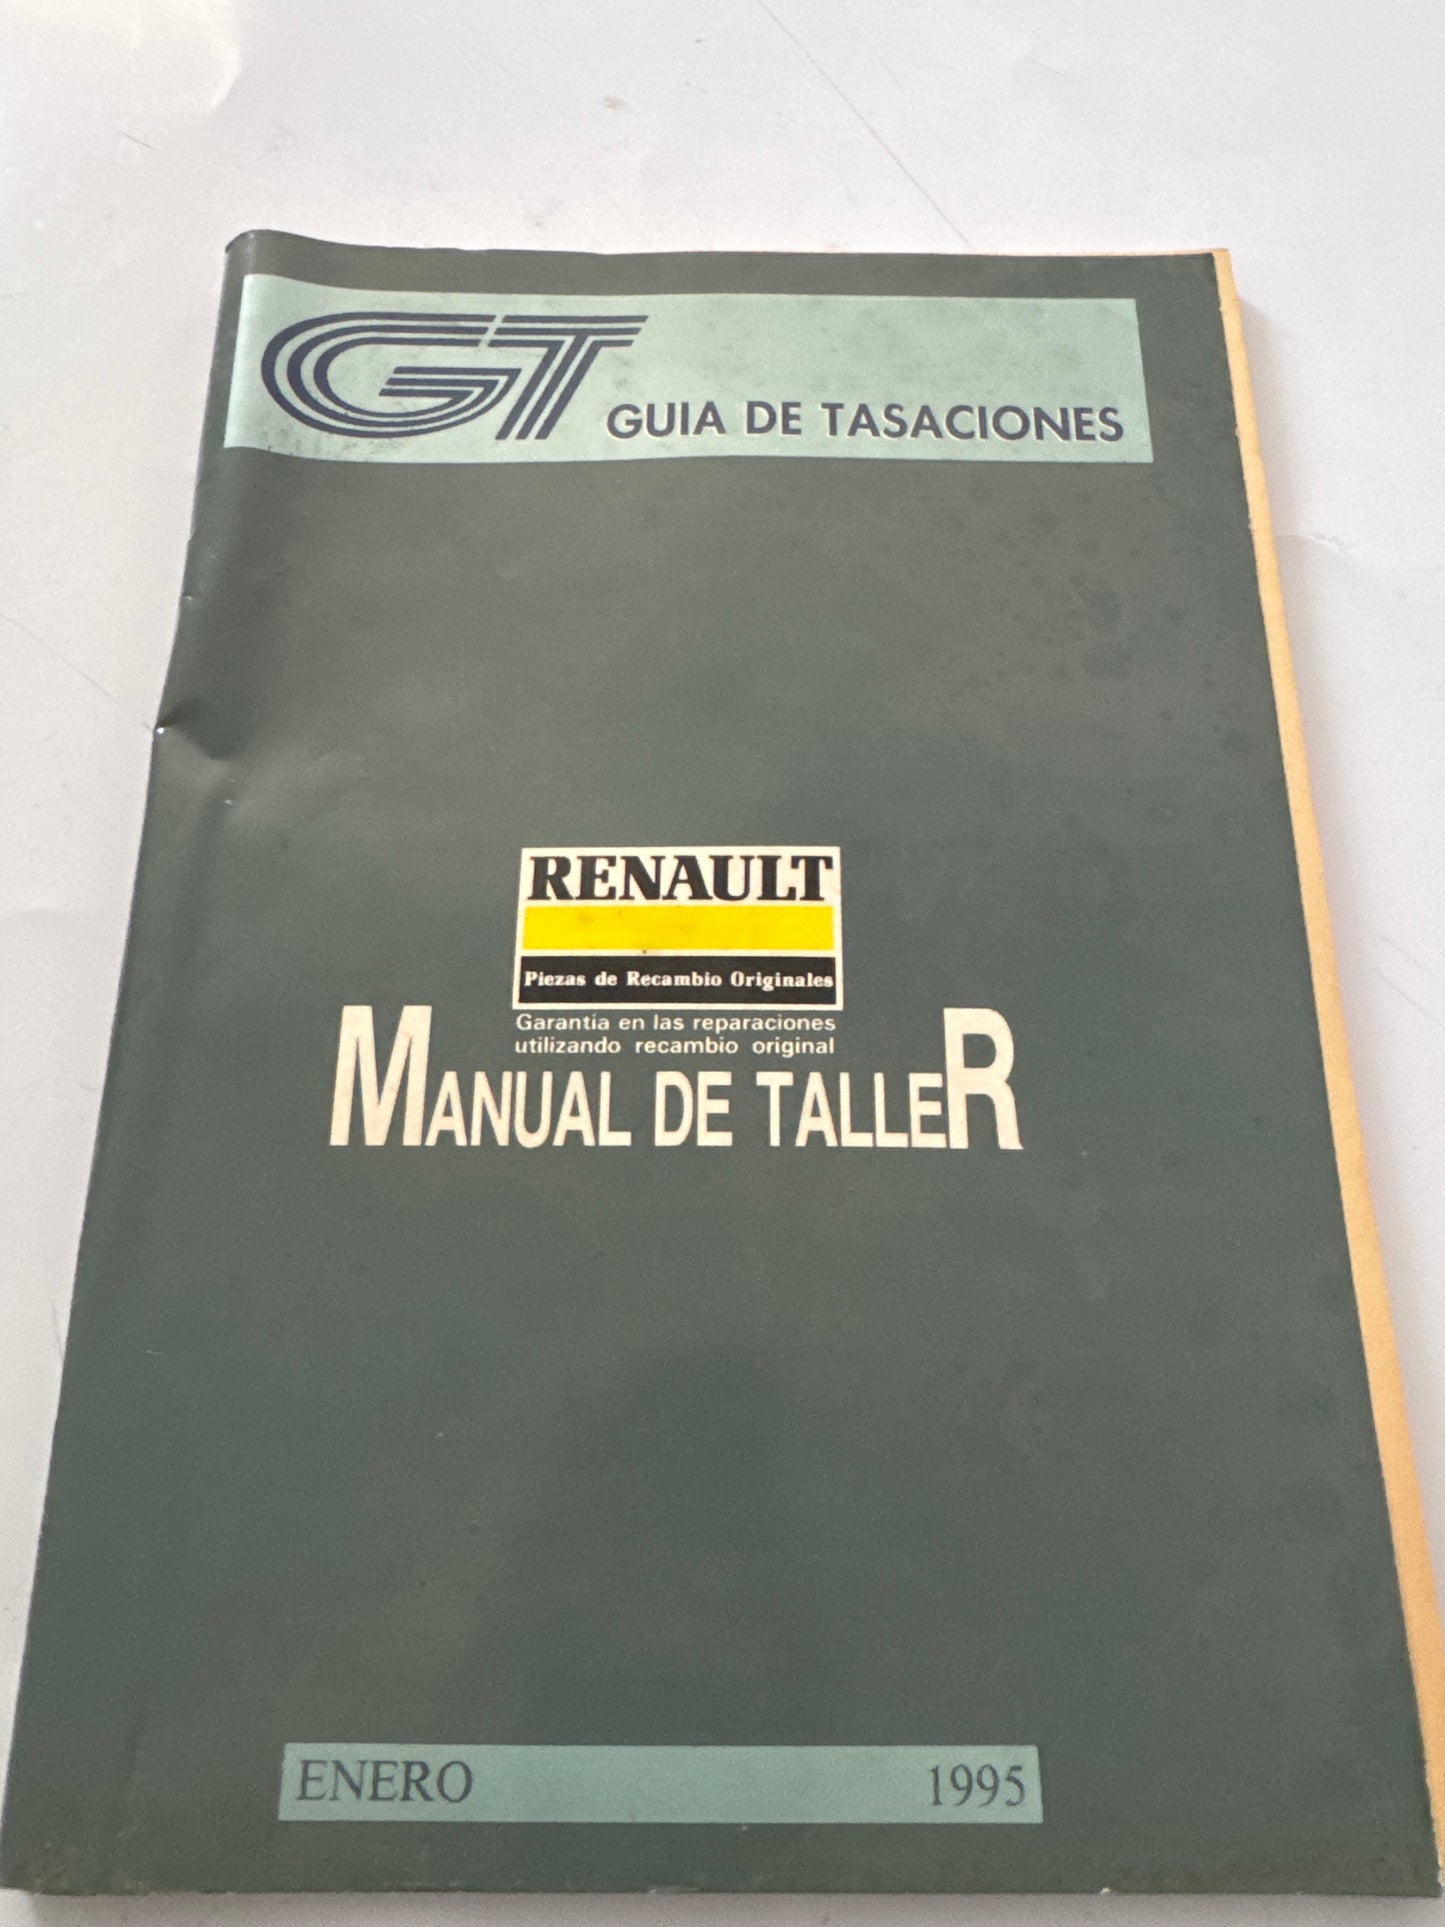 GT GUIA DE TASACIONES
RENAULT
Piezas de Recambio Originales
Garantía en las reparaciones
utilizando recambio original
MANUAL DE TALLER
ENERO 1995